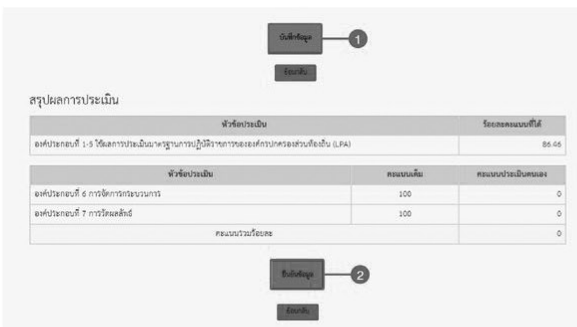 บันทึกข้อมูล
1
ย้อนกลับ
สรุปผลการประเมิน
หัวข้อประเมิน ร้อยละคะแนนที่ได้
องค์ประกอบที่ 1-5 ใช้ผลการประเมินมาตรฐานการปฏิบัติราชการขององค์กรปกครองส่วนท้องถิ่น (LPA) 86.46
หัวข้อประเมิน คะแนนเต็ม คะแนนประเมินตนเอง
องค์ประกอบที่ 6 การจัดการกระบวนการ 100 0
องค์ประกอบที่ 7 การวัดผลลัพธ์ 100 0
คะแนนรวมร้อยละ 0
ยืนยันข้อมูล
2
ย้อนกลับ